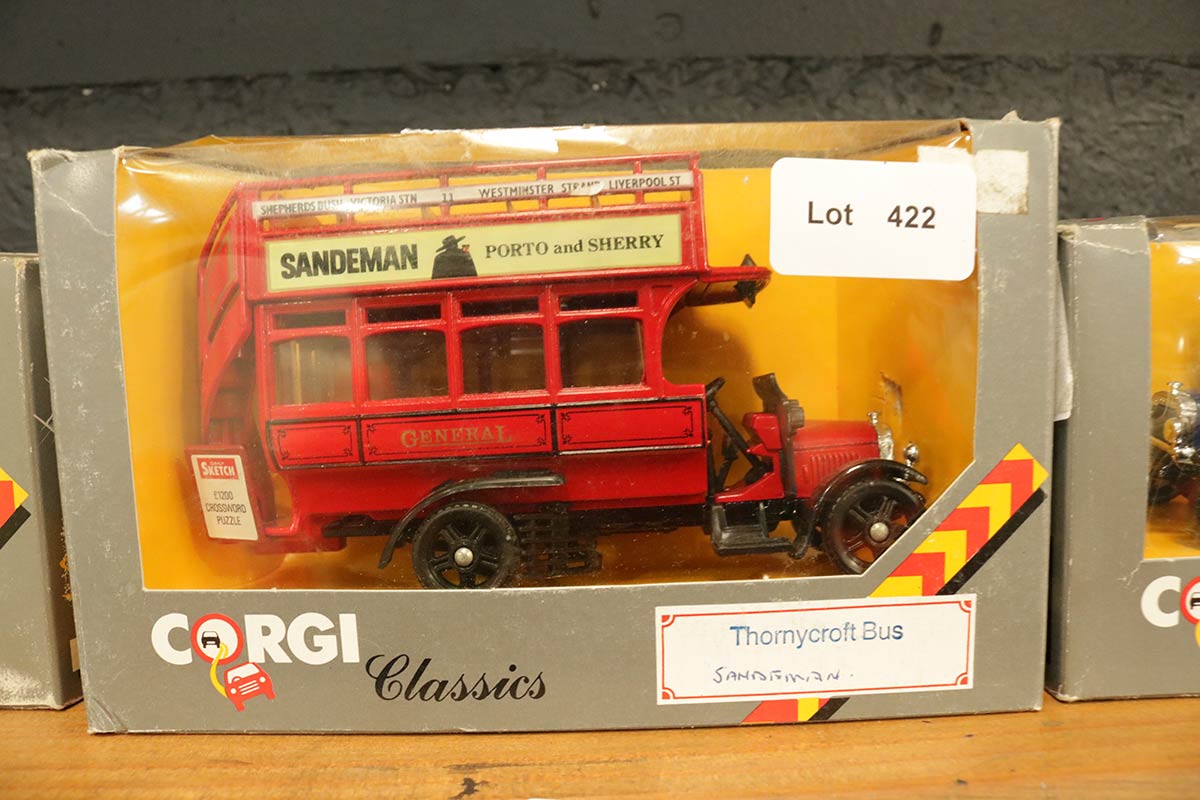 Lot 422
SHEPHERDS BUSH VICTORIA STN 11 WESTMINSTER STRAND LIVERPOOL ST
SANDEMAN PORTO and SHERRY
GENERAL
DAILY
SKETCH
£1200
CROSSWORD
PUZZLE
CORGI
Classics
Thornycroft Bus
SANDEMAN.
C